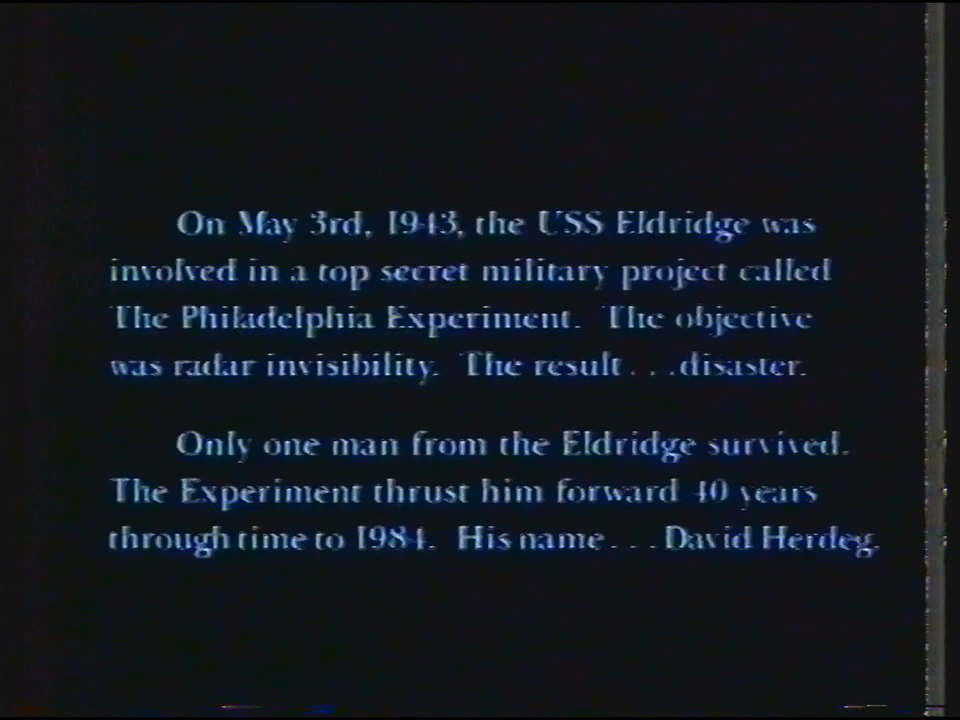 On May 3rd, 1943, the USS Eldridge was
involved in a top secret military project called
The Philadelphia Experiment. The objective
was radar invisibility. The result . . . disaster.
Only one man from the Eldridge survived.
The Experiment thrust him forward 40 years
through time to 1984. His name . . . David Herdeg.